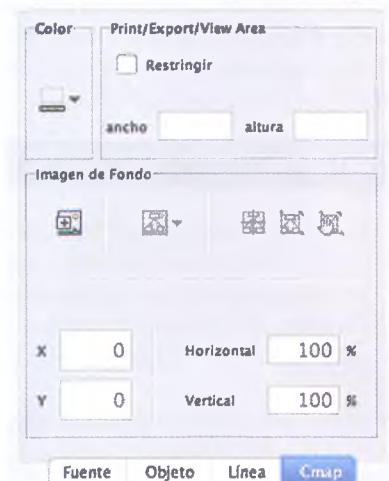 Color Print/Export/View Area
Restringir
ancho altura
Imagen de Fondo
X 0 Horizontal 100 %
Y 0 Vertical 100 %
Fuente Objeto Línea Cmap